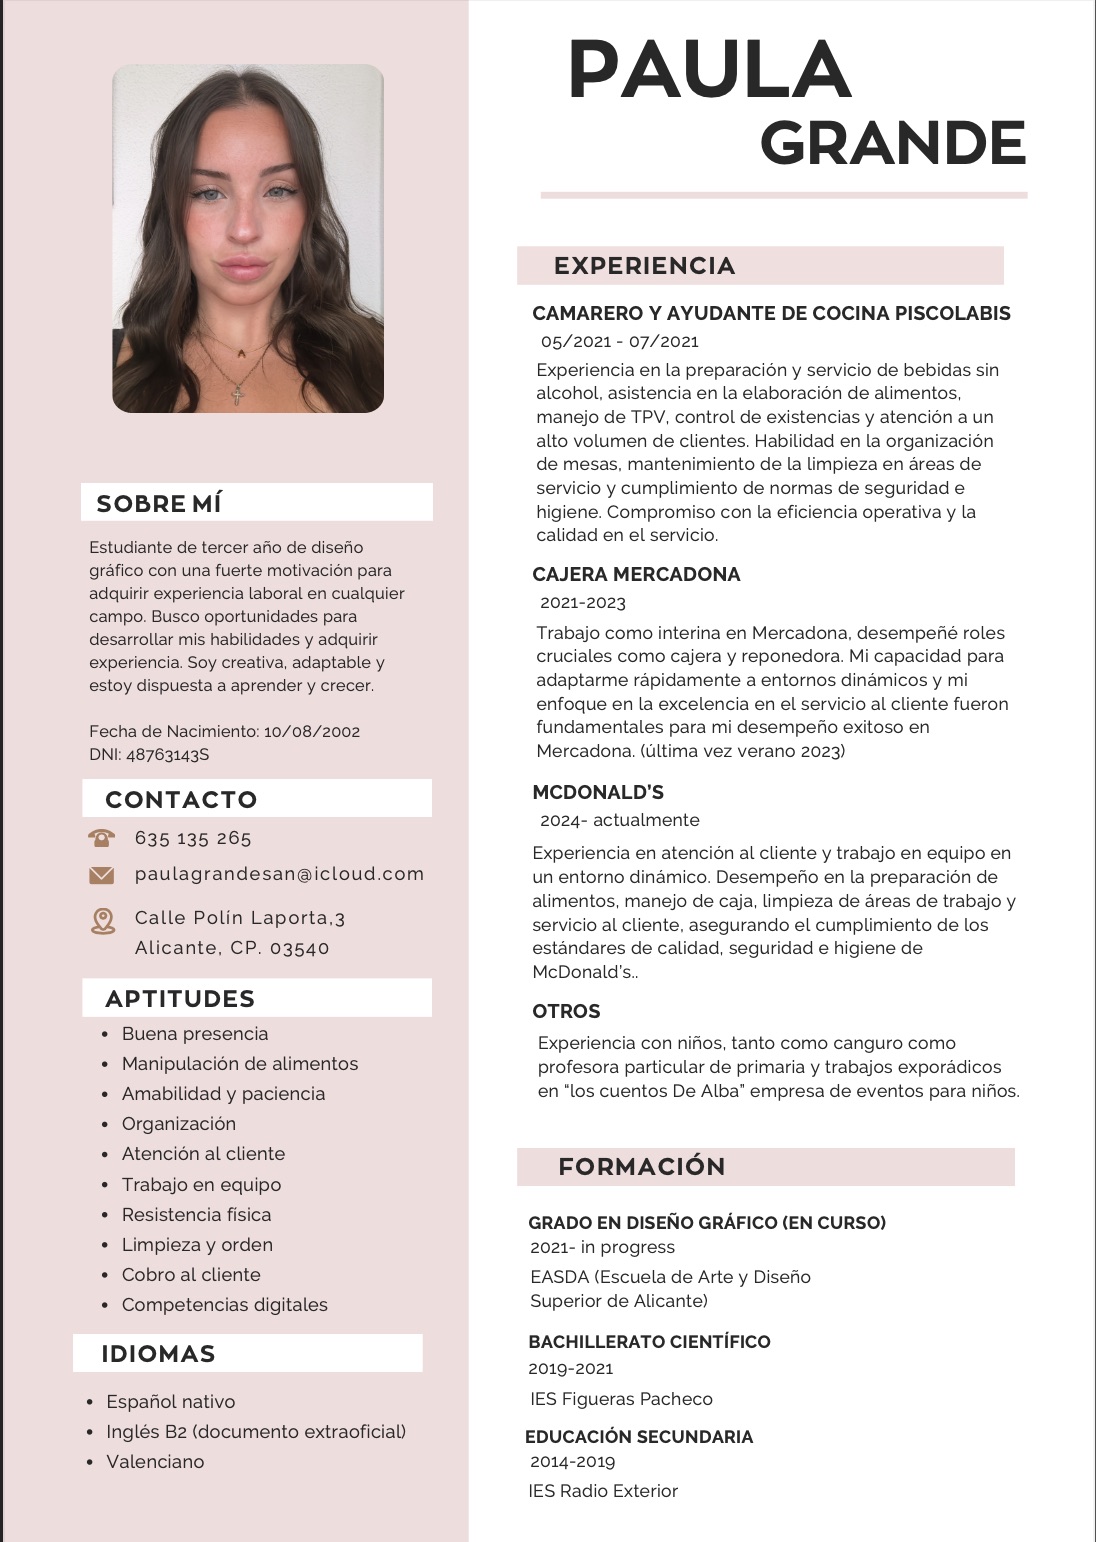 PAULA
GRANDE
SOBRE MÍ
Estudiante de tercer año de diseño
gráfico con una fuerte motivación para
adquirir experiencia laboral en cualquier
campo. Busco oportunidades para
desarrollar mis habilidades y adquirir
experiencia. Soy creativa, adaptable y
estoy dispuesta a aprender y crecer.
Fecha de Nacimiento: 10/08/2002
DNI: 48763143S
CONTACTO
635 135 265
paulagrandesan@icloud.com
Calle Polín Laporta,3
Alicante, CP. 03540
APTITUDES
• Buena presencia
• Manipulación de alimentos
• Amabilidad y paciencia
• Organización
• Atención al cliente
• Trabajo en equipo
• Resistencia física
• Limpieza y orden
• Cobro al cliente
• Competencias digitales
IDIOMAS
• Español nativo
• Inglés B2 (documento extraoficial)
• Valenciano
EXPERIENCIA
CAMARERO Y AYUDANTE DE COCINA PISCOLABIS
05/2021 - 07/2021
Experiencia en la preparación y servicio de bebidas sin
alcohol, asistencia en la elaboración de alimentos,
manejo de TPV, control de existencias y atención a un
alto volumen de clientes. Habilidad en la organización
de mesas, mantenimiento de la limpieza en áreas de
servicio y cumplimiento de normas de seguridad e
higiene. Compromiso con la eficiencia operativa y la
calidad en el servicio.
CAJERA MERCADONA
2021-2023
Trabajo como interina en Mercadona, desempeñé roles
cruciales como cajera y reponedora. Mi capacidad para
adaptarme rápidamente a entornos dinámicos y mi
enfoque en la excelencia en el servicio al cliente fueron
fundamentales para mi desempeño exitoso en
Mercadona. (última vez verano 2023)
MCDONALD'S
2024- actualmente
Experiencia en atención al cliente y trabajo en equipo en
un entorno dinámico. Desempeño en la preparación de
alimentos, manejo de caja, limpieza de áreas de trabajo y
servicio al cliente, asegurando el cumplimiento de los
estándares de calidad, seguridad e higiene de
McDonald's..
OTROS
Experiencia con niños, tanto como canguro como
profesora particular de primaria y trabajos exporádicos
en “los cuentos De Alba” empresa de eventos para niños.
FORMACIÓN
GRADO EN DISEÑO GRÁFICO (EN CURSO)
2021- in progress
EASDA (Escuela de Arte y Diseño
Superior de Alicante)
BACHILLERATO CIENTÍFICO
2019-2021
IES Figueras Pacheco
EDUCACIÓN SECUNDARIA
2014-2019
IES Radio Exterior